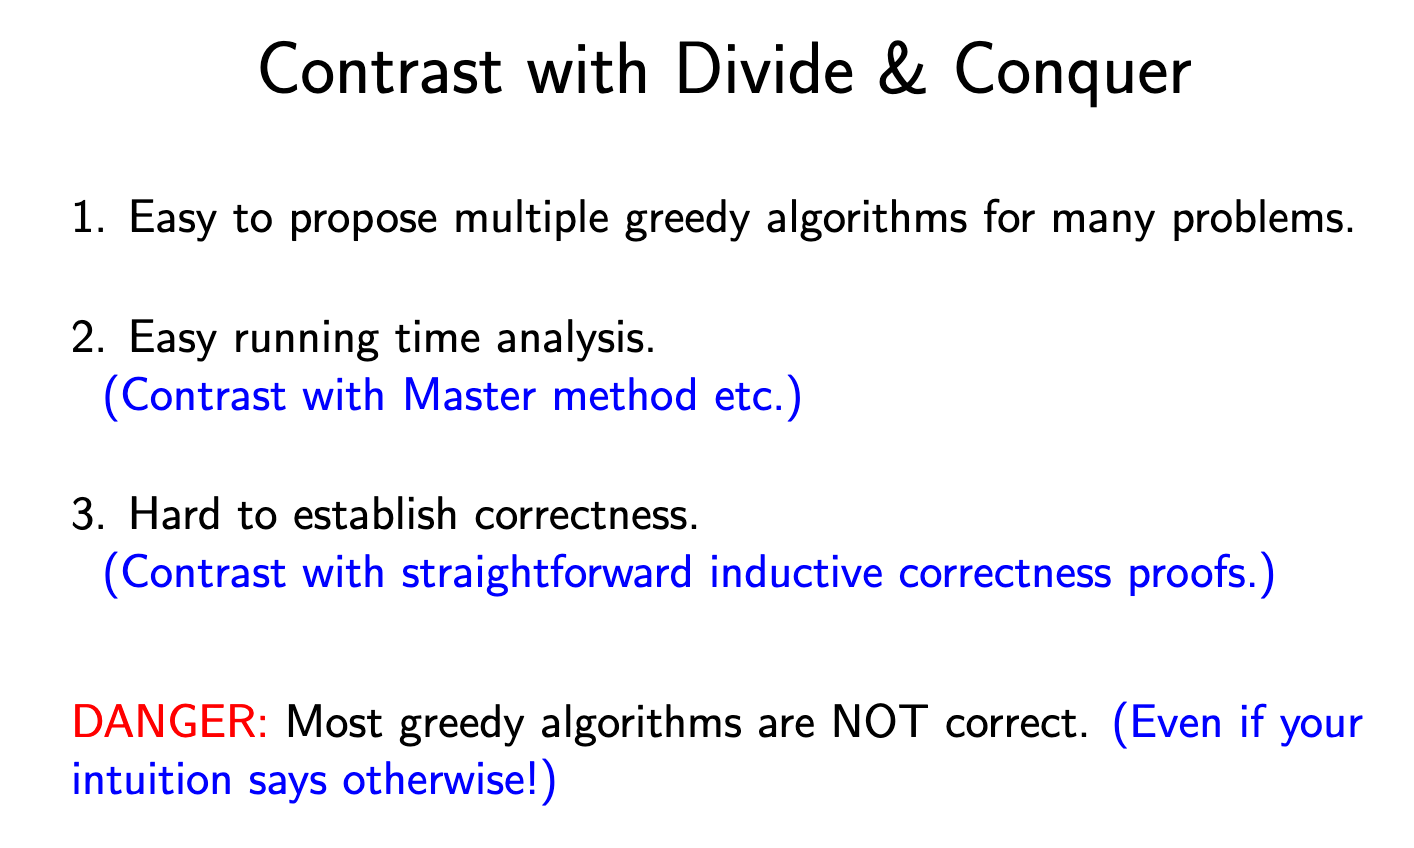 Contrast with Divide & Conquer
1. Easy to propose multiple greedy algorithms for many problems.
2. Easy running time analysis.
(Contrast with Master method etc.)
3. Hard to establish correctness.
(Contrast with straightforward inductive correctness proofs.)
DANGER: Most greedy algorithms are NOT correct. (Even if your
intuition says otherwise!)